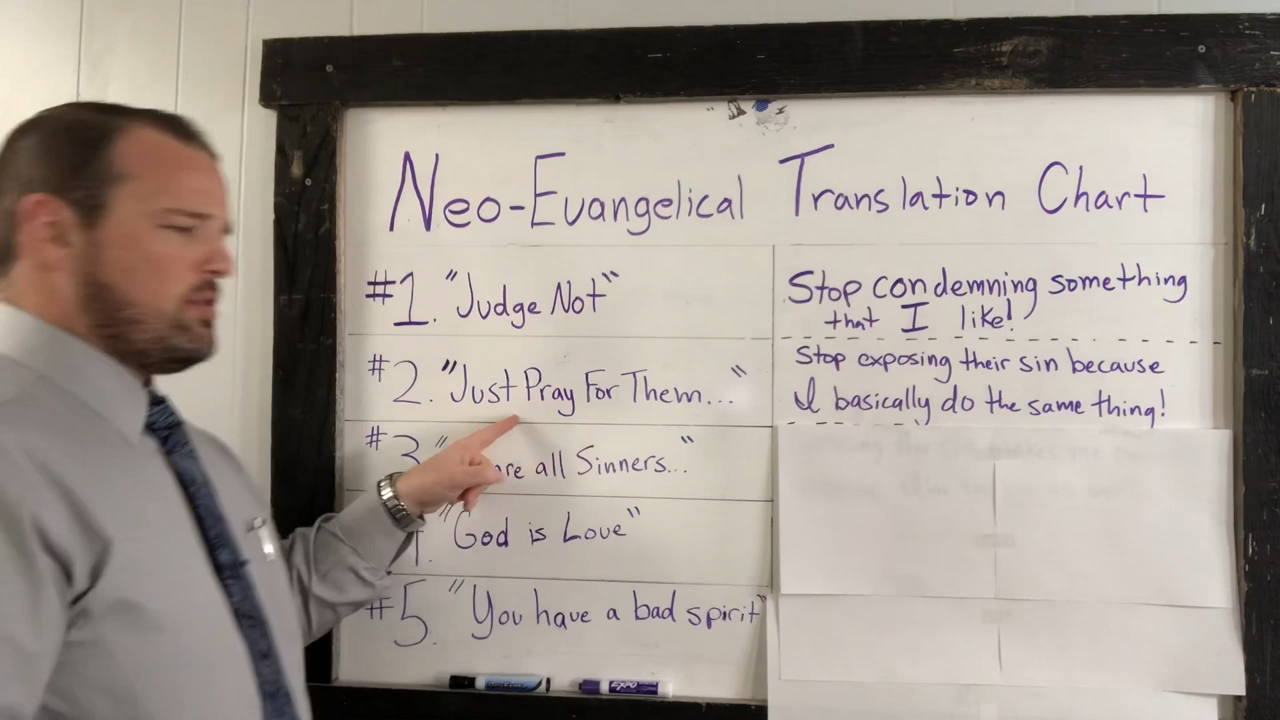 Neo-Evangelical Translation Chart
#1. "Judge Not"
Stop condemning something
that I like!
#2. "Just Pray For Them..."
Stop exposing their sin because
I basically do the same thing!
#3 " are all Sinners..."
"God is Love"
#5. "You have a bad spirit"
EXPO